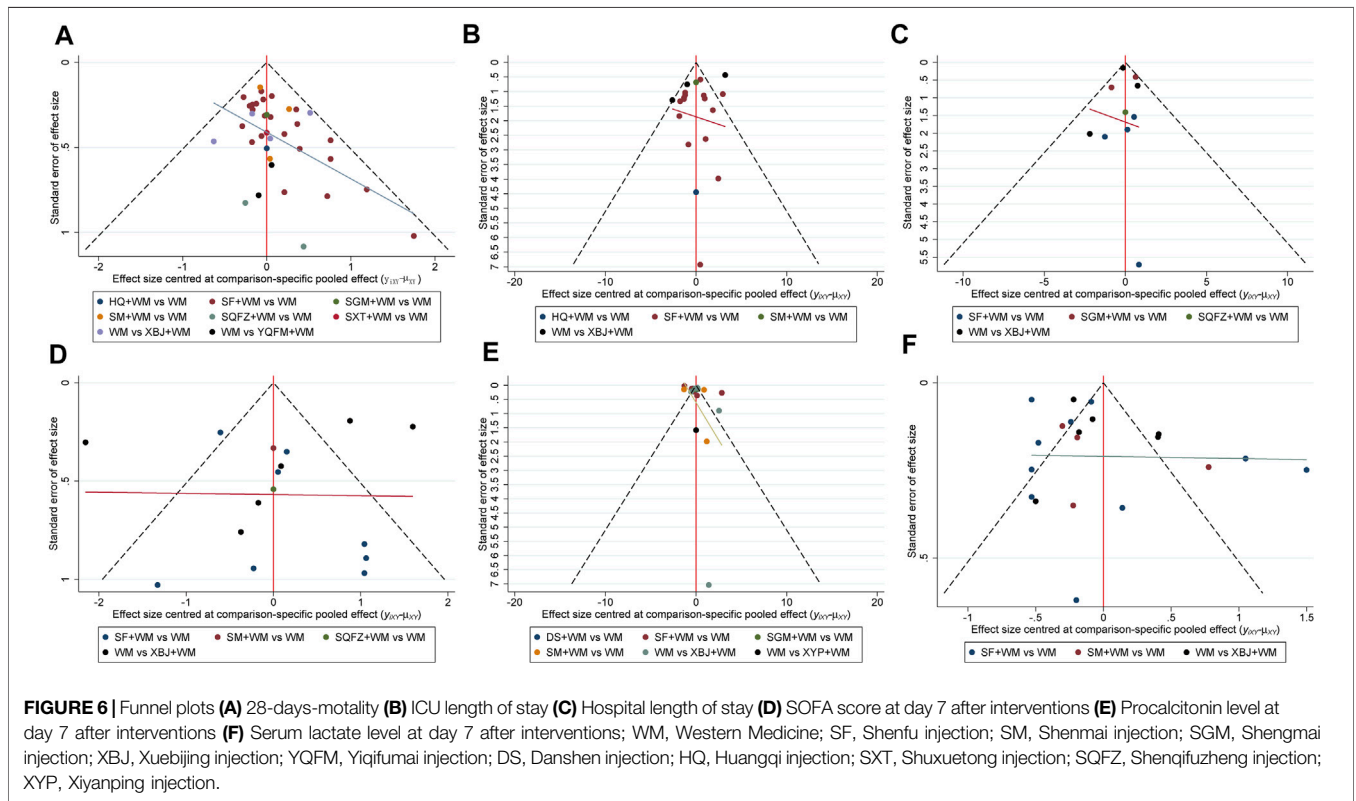 A
0
.5
1
Standard error of effect size
-2
-1
0
1
2
Effect size centred at comparison-specific pooled effect (yiXY-μXY)
HQ+WM vs WM
SF+WM vs WM
SGM+WM vs WM
SM+WM vs WM
SQFZ+WM vs WM
SXT+WM vs WM
WM vs XBJ+WM
WM vs YQFM+WM
B
0
.5
1
1.5
2
2.5
3
3.5
4
4.5
5
5.5
6
6.5
7
Standard error of effect size
-20
-10
0
10
20
Effect size centred at comparison-specific pooled effect (yiXY-μXY)
HQ+WM vs WM
SF+WM vs WM
SM+WM vs WM
WM vs XBJ+WM
C
0
.5
1
1.5
2
2.5
3
3.5
4
4.5
5
5.5
Standard error of effect size
-10
-5
0
5
10
Effect size centred at comparison-specific pooled effect (yiXY-μXY)
SF+WM vs WM
SGM+WM vs WM
SQFZ+WM vs WM
WM vs XBJ+WM
D
0
.5
1
Standard error of effect size
-2
-1
0
1
2
Effect size centred at comparison-specific pooled effect (yiXY-μXY)
SF+WM vs WM
SM+WM vs WM
SQFZ+WM vs WM
WM vs XBJ+WM
E
0
.5
1
1.5
2
2.5
3
3.5
4
4.5
5
5.5
6
6.5
7
Standard error of effect size
-20
-10
0
10
20
Effect size centred at comparison-specific pooled effect (yiXY-μXY)
DS+WM vs WM
SF+WM vs WM
SGM+WM vs WM
SM+WM vs WM
WM vs XBJ+WM
WM vs XYP+WM
F
0
.5
Standard error of effect size
-1
-.5
0
.5
1
1.5
Effect size centred at comparison-specific pooled effect (yiXY-μXY)
SF+WM vs WM
SM+WM vs WM
WM vs XBJ+WM
FIGURE 6 | Funnel plots (A) 28-days-motality (B) ICU length of stay (C) Hospital length of stay (D) SOFA score at day 7 after interventions (E) Procalcitonin level at
day 7 after interventions (F) Serum lactate level at day 7 after interventions; WM, Western Medicine; SF, Shenfu injection; SM, Shenmai injection; SGM, Shengmai
injection; XBJ, Xuebijing injection; YQFM, Yiqifumai injection; DS, Danshen injection; HQ, Huangqi injection; SXT, Shuxuetong injection; SQFZ, Shenqifuzheng injection;
XYP, Xiyanping injection.